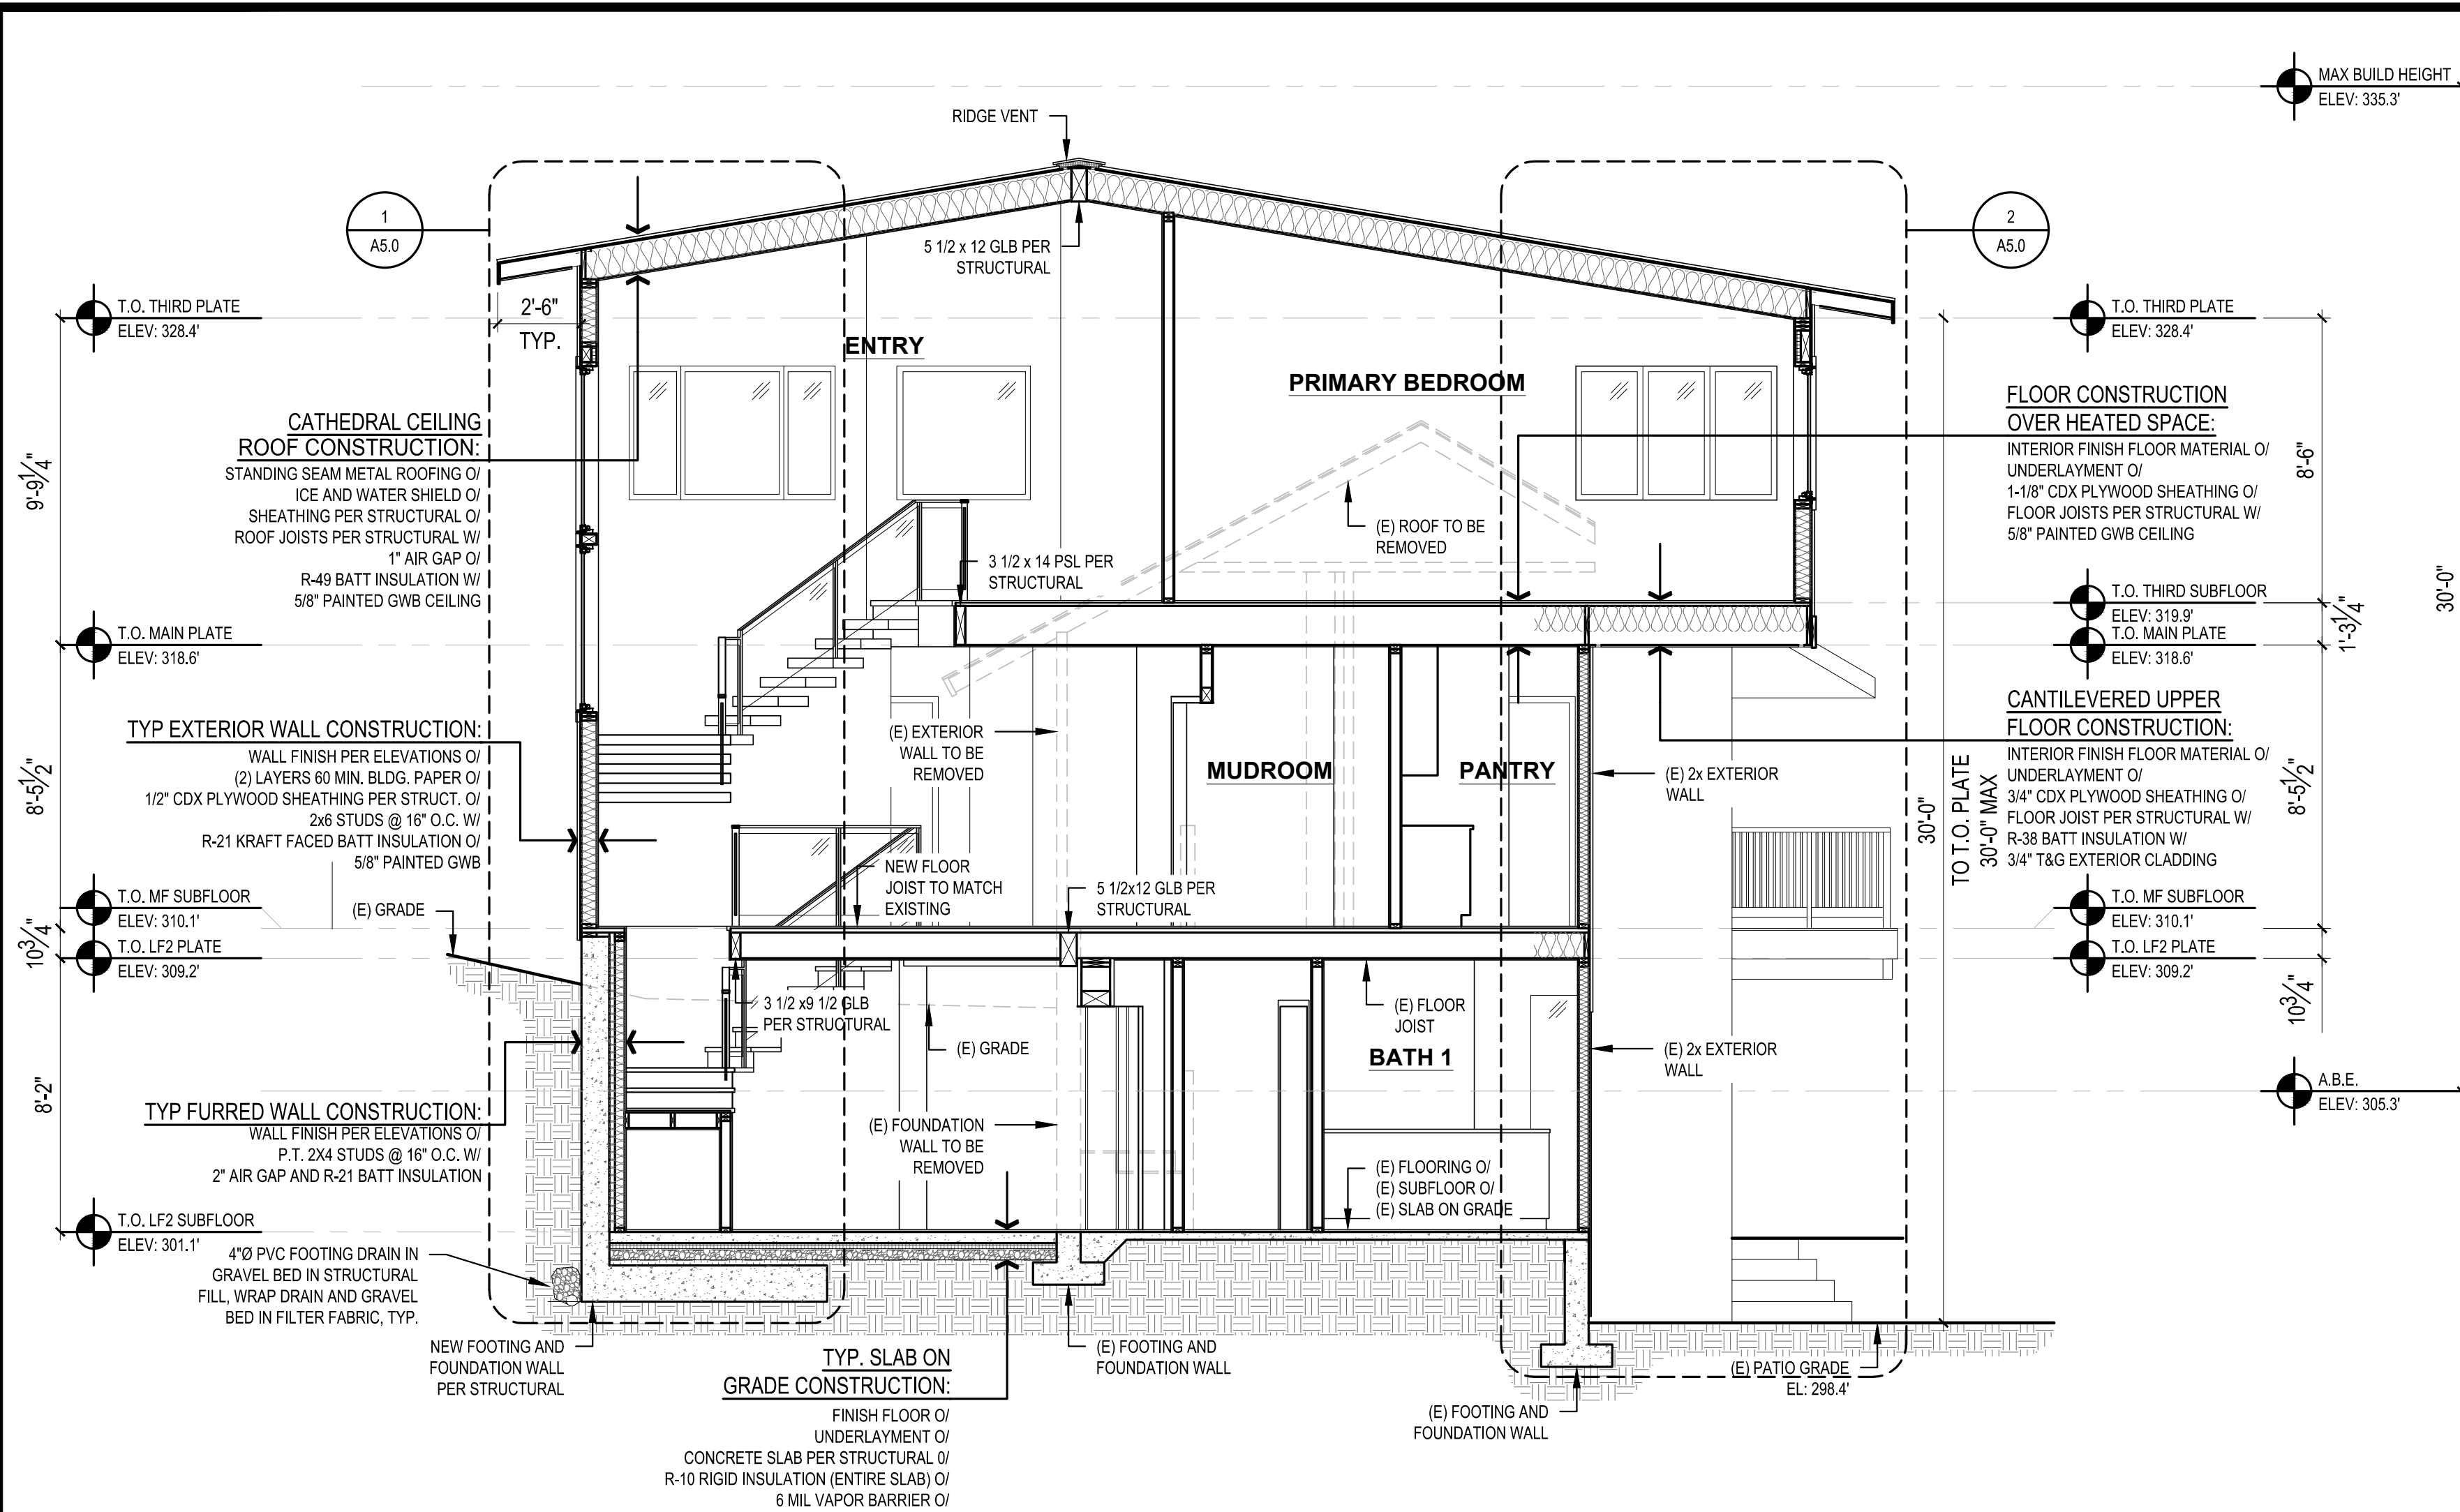 MAX BUILD HEIGHT
ELEV: 335.3'
RIDGE VENT
1
A5.0
2
A5.0
5 1/2 x 12 GLB PER
STRUCTURAL
T.O. THIRD PLATE
ELEV: 328.4'
2'-6"
TYP.
T.O. THIRD PLATE
ELEV: 328.4'
ENTRY
PRIMARY BEDROOM
CATHEDRAL CEILING
ROOF CONSTRUCTION:
STANDING SEAM METAL ROOFING O/
ICE AND WATER SHIELD O/
SHEATHING PER STRUCTURAL O/
ROOF JOISTS PER STRUCTURAL W/
1" AIR GAP O/
R-49 BATT INSULATION W/
5/8" PAINTED GWB CEILING
9'-9 1/4"
FLOOR CONSTRUCTION
OVER HEATED SPACE:
INTERIOR FINISH FLOOR MATERIAL O/
UNDERLAYMENT O/
1-1/8" CDX PLYWOOD SHEATHING O/
FLOOR JOISTS PER STRUCTURAL W/
5/8" PAINTED GWB CEILING
8'-6"
(E) ROOF TO BE
REMOVED
3 1/2 x 14 PSL PER
STRUCTURAL
30'-0"
T.O. THIRD SUBFLOOR
ELEV: 319.9'
T.O. MAIN PLATE
ELEV: 318.6'
1'-3 1/4"
T.O. MAIN PLATE
ELEV: 318.6'
TYP EXTERIOR WALL CONSTRUCTION:
WALL FINISH PER ELEVATIONS O/
(2) LAYERS 60 MIN. BLDG. PAPER O/
1/2" CDX PLYWOOD SHEATHING PER STRUCT. O/
2x6 STUDS @ 16" O.C. W/
R-21 KRAFT FACED BATT INSULATION O/
5/8" PAINTED GWB
8'-5 1/2"
(E) EXTERIOR
WALL TO BE
REMOVED
MUDROOM
PANTRY
(E) 2x EXTERIOR
WALL
CANTILEVERED UPPER
FLOOR CONSTRUCTION:
INTERIOR FINISH FLOOR MATERIAL O/
UNDERLAYMENT O/
3/4" CDX PLYWOOD SHEATHING O/
FLOOR JOIST PER STRUCTURAL W/
R-38 BATT INSULATION W/
3/4" T&G EXTERIOR CLADDING
8'-5 1/2"
30'-0"
TO T.O. PLATE
30'-0" MAX
NEW FLOOR
JOIST TO MATCH
EXISTING
5 1/2x12 GLB PER
STRUCTURAL
T.O. MF SUBFLOOR
ELEV: 310.1'
(E) GRADE
10 3/4"
T.O. LF2 PLATE
ELEV: 309.2'
T.O. MF SUBFLOOR
ELEV: 310.1'
T.O. LF2 PLATE
ELEV: 309.2'
10 3/4"
3 1/2 x9 1/2 GLB
PER STRUCTURAL
(E) GRADE
(E) FLOOR
JOIST
BATH 1
(E) 2x EXTERIOR
WALL
A.B.E.
ELEV: 305.3'
8'-2"
TYP FURRED WALL CONSTRUCTION:
WALL FINISH PER ELEVATIONS O/
P.T. 2X4 STUDS @ 16" O.C. W/
2" AIR GAP AND R-21 BATT INSULATION
(E) FOUNDATION
WALL TO BE
REMOVED
(E) FLOORING O/
(E) SUBFLOOR O/
(E) SLAB ON GRADE
T.O. LF2 SUBFLOOR
ELEV: 301.1'
4"Ø PVC FOOTING DRAIN IN
GRAVEL BED IN STRUCTURAL
FILL, WRAP DRAIN AND GRAVEL
BED IN FILTER FABRIC, TYP.
NEW FOOTING AND
FOUNDATION WALL
PER STRUCTURAL
TYP. SLAB ON
GRADE CONSTRUCTION:
FINISH FLOOR O/
UNDERLAYMENT O/
CONCRETE SLAB PER STRUCTURAL 0/
R-10 RIGID INSULATION (ENTIRE SLAB) O/
6 MIL VAPOR BARRIER O/
(E) FOOTING AND
FOUNDATION WALL
(E) FOOTING AND
FOUNDATION WALL
(E) PATIO GRADE
EL: 298.4'